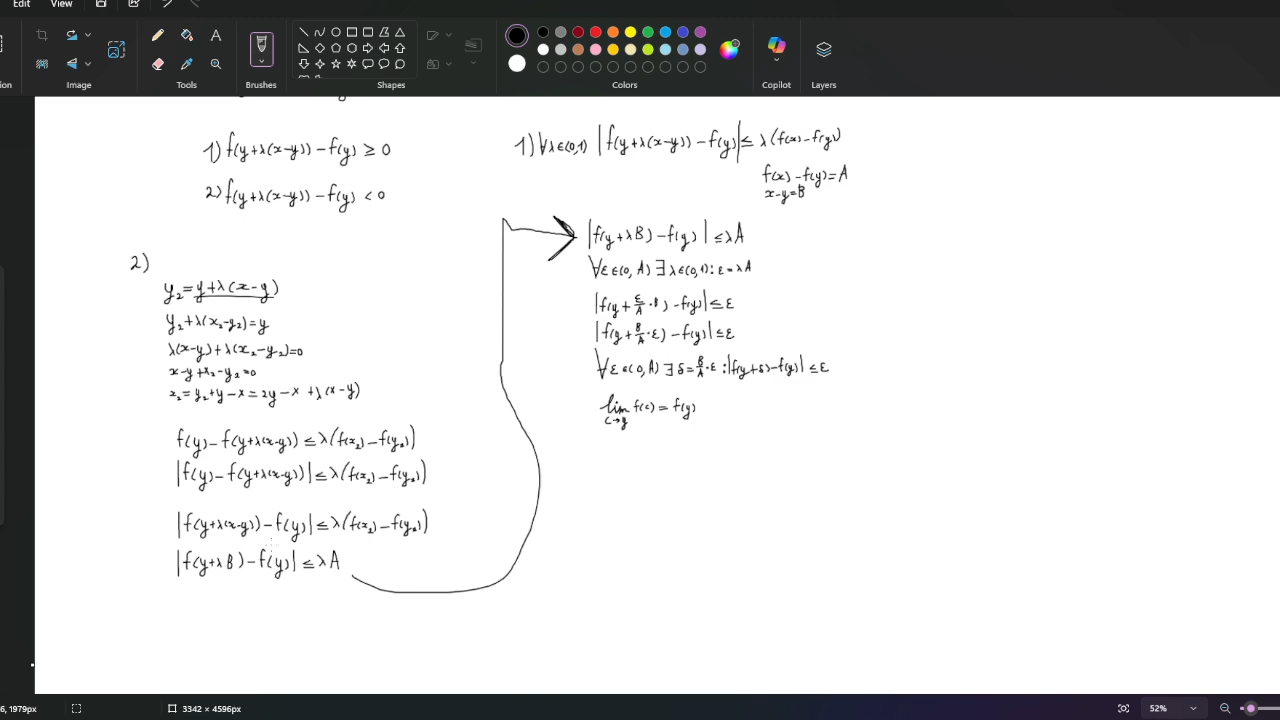 Edit View
Image
Tools
Brushes
Shapes
Colors
Copilot
Layers
1) f(y+λ(x-y)) - f(y) ≥ 0
2) f(y+λ(x-y)) - f(y) < 0
2)
y₂ = y+λ(x-y)
y₂+λ(x₂-y₂)=y
λ(x-y)+λ(x₂-y₂)=0
x-y+x₂-y₂=0
x₂=y₂+y-x=2y-x+λ(x-y)
f(y)-f(y+λ(x-y)) ≤ λ(f(x₂)-f(y₂))
|f(y)-f(y+λ(x-y))| ≤ λ(f(x₂)-f(y₂))
|f(y+λ(x-y))-f(y)| ≤ λ(f(x₂)-f(y₂))
|f(y+λB)-f(y)| ≤ λA
1) ∀λ∈(0,1) |f(y+λ(x-y))-f(y)| ≤ λ(f(x)-f(y))
f(x)-f(y)=A
x-y=B
|f(y+λB)-f(y)| ≤ λA
∀ε∈(0,A) ∃λ∈(0,1): ε=λA
|f(y+ε/A·B)-f(y)| ≤ ε
|f(y+B/A·ε)-f(y)| ≤ ε
∀ε∈(0,A) ∃δ=B/A·ε : |f(y+δ)-f(y)| ≤ ε
lim f(c) = f(y)
c→y
6, 1979px
3342 × 4596px
52%